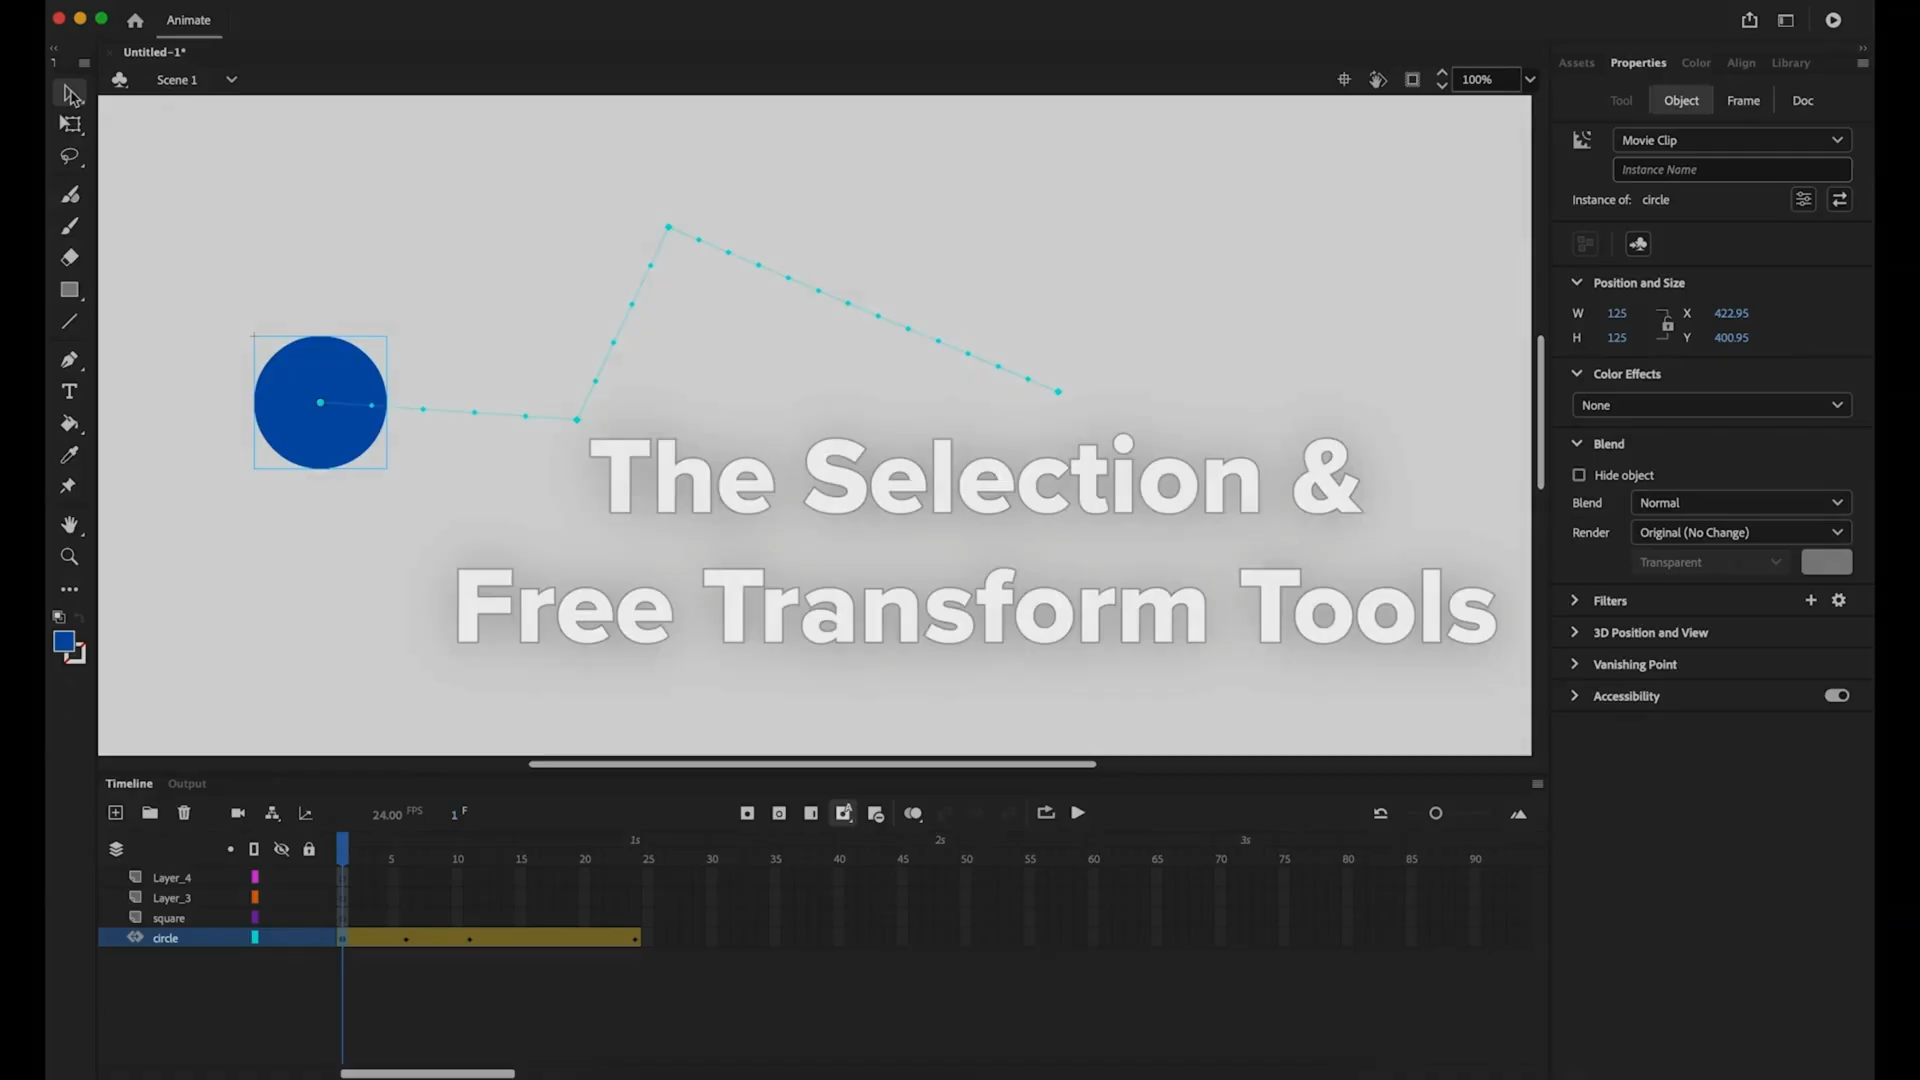 Animate
Untitled-1*
Scene 1
100%
Assets Properties Color Align Library
Tool Object Frame Doc
Movie Clip
Instance Name
Instance of: circle
Position and Size
W 125 X 422.95
H 125 Y 400.95
Color Effects
None
Blend
Hide object
Blend Normal
Render Original (No Change)
Transparent
Filters
3D Position and View
Vanishing Point
Accessibility
The Selection &
Free Transform Tools
Timeline Output
24.00 FPS 1 F
1s 2s 3s
5 10 15 20 25 30 35 40 45 50 55 60 65 70 75 80 85 90
Layer_4
Layer_3
square
circle